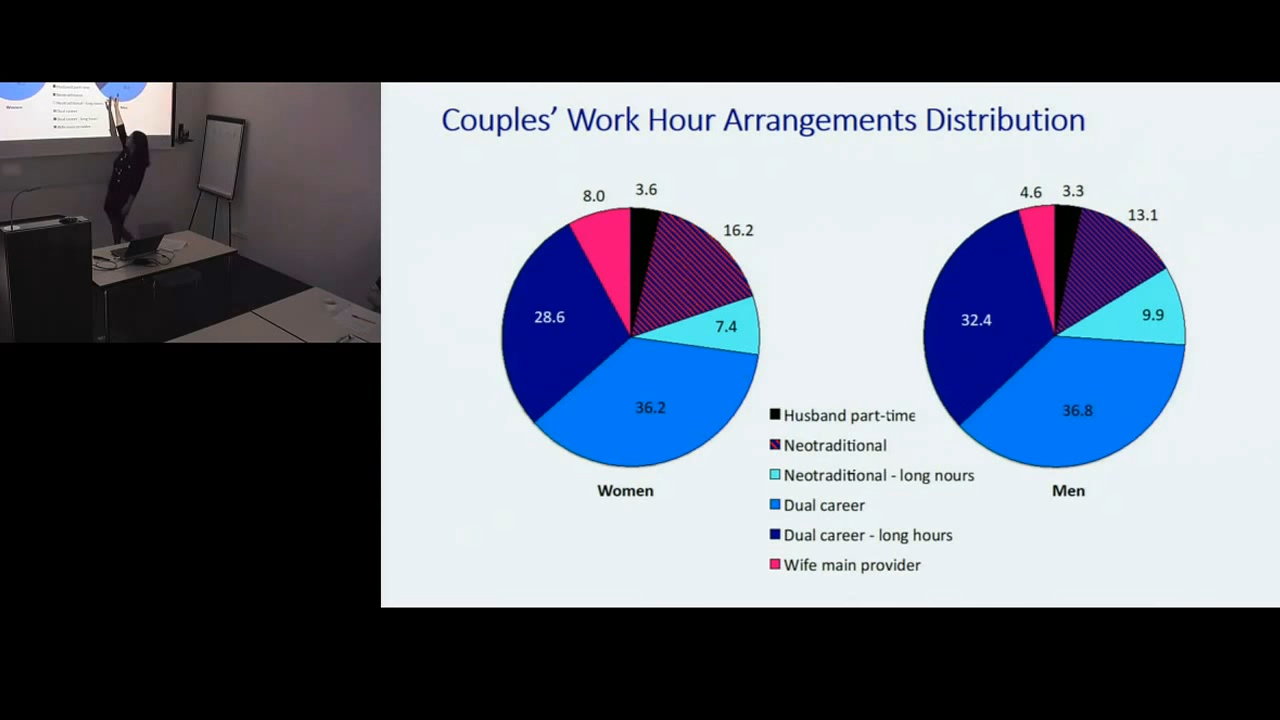 Couples' Work Hour Arrangements Distribution
8.0
3.6
16.2
7.4
36.2
28.6
Women
4.6
3.3
13.1
9.9
36.8
32.4
Men
Husband part-time
Neotraditional
Neotraditional - long nours
Dual career
Dual career - long hours
Wife main provider